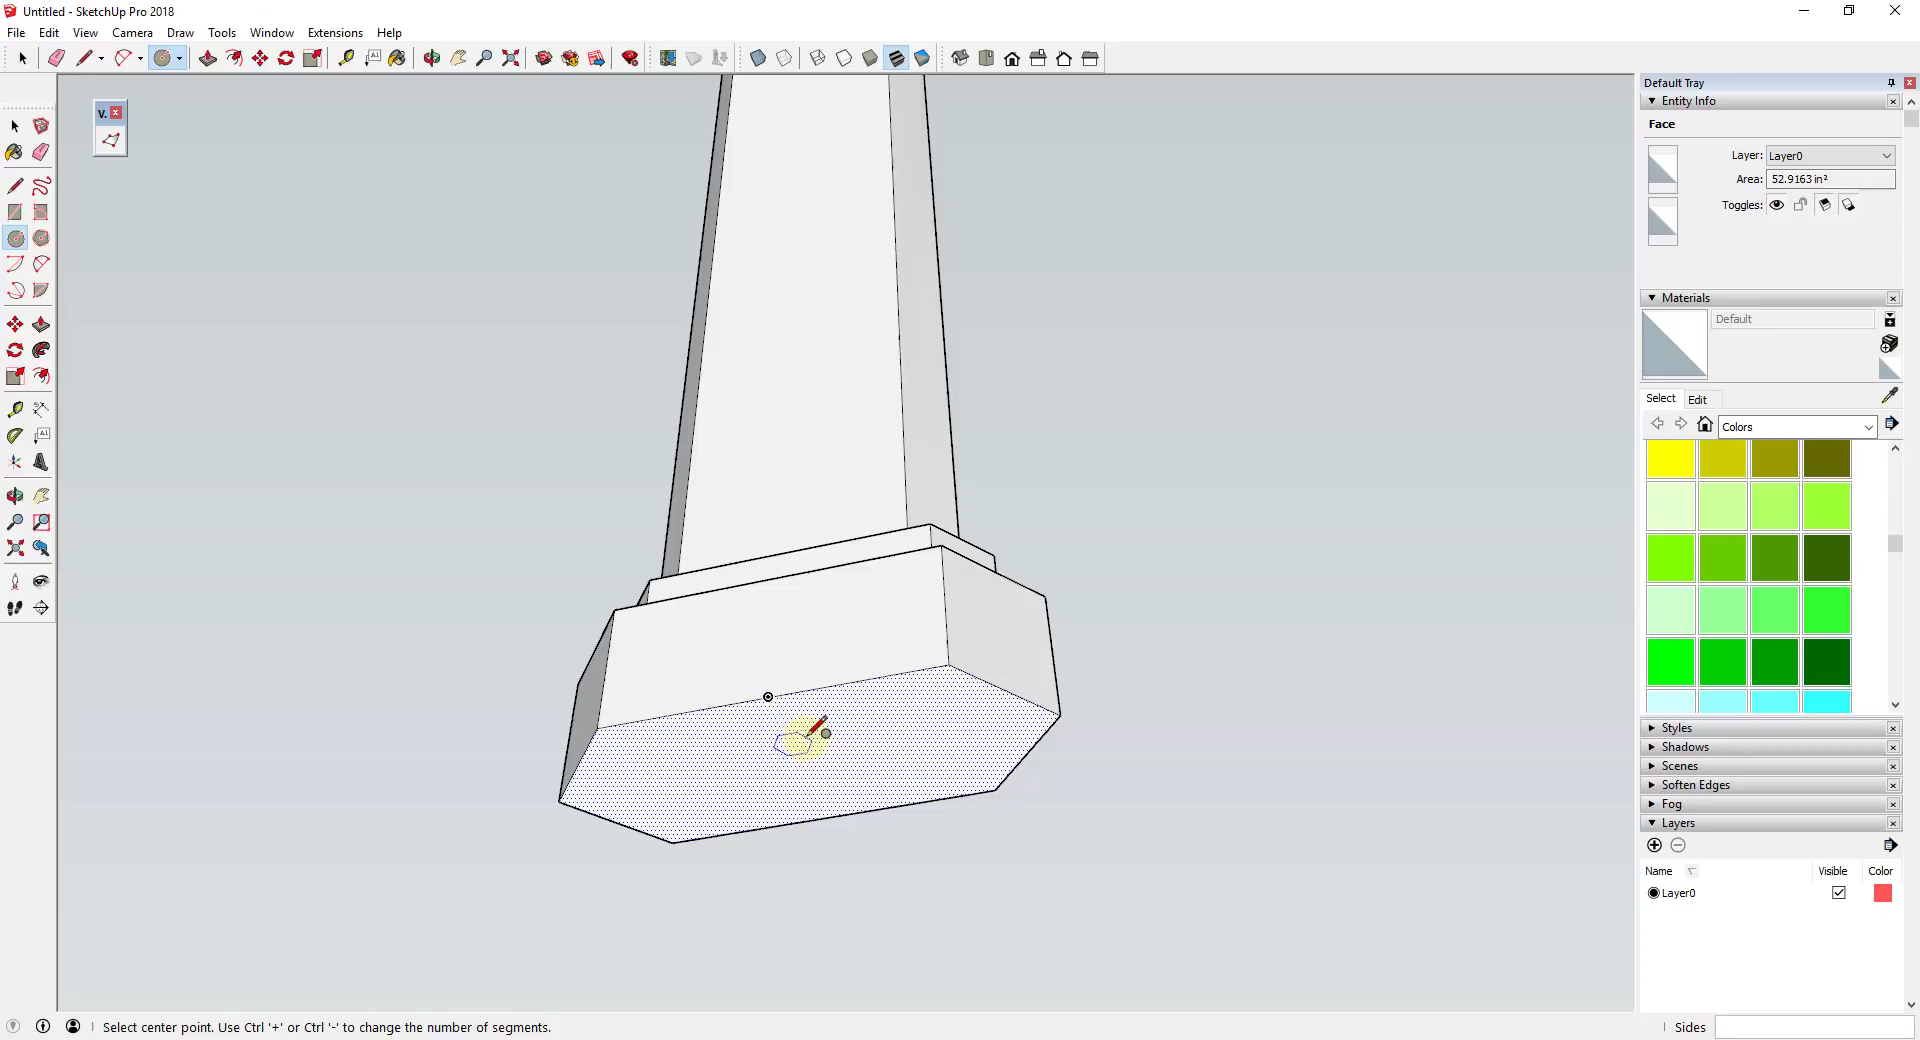 Untitled - SketchUp Pro 2018
File Edit View Camera Draw Tools Window Extensions Help
V.
Default Tray
Entity Info
Face
Layer: Layer0
Area: 52.9163 in²
Toggles:
Materials
Default
Select Edit
Colors
Styles
Shadows
Scenes
Soften Edges
Fog
Layers
Name Visible Color
Layer0
Select center point. Use Ctrl '+' or Ctrl '-' to change the number of segments.
Sides